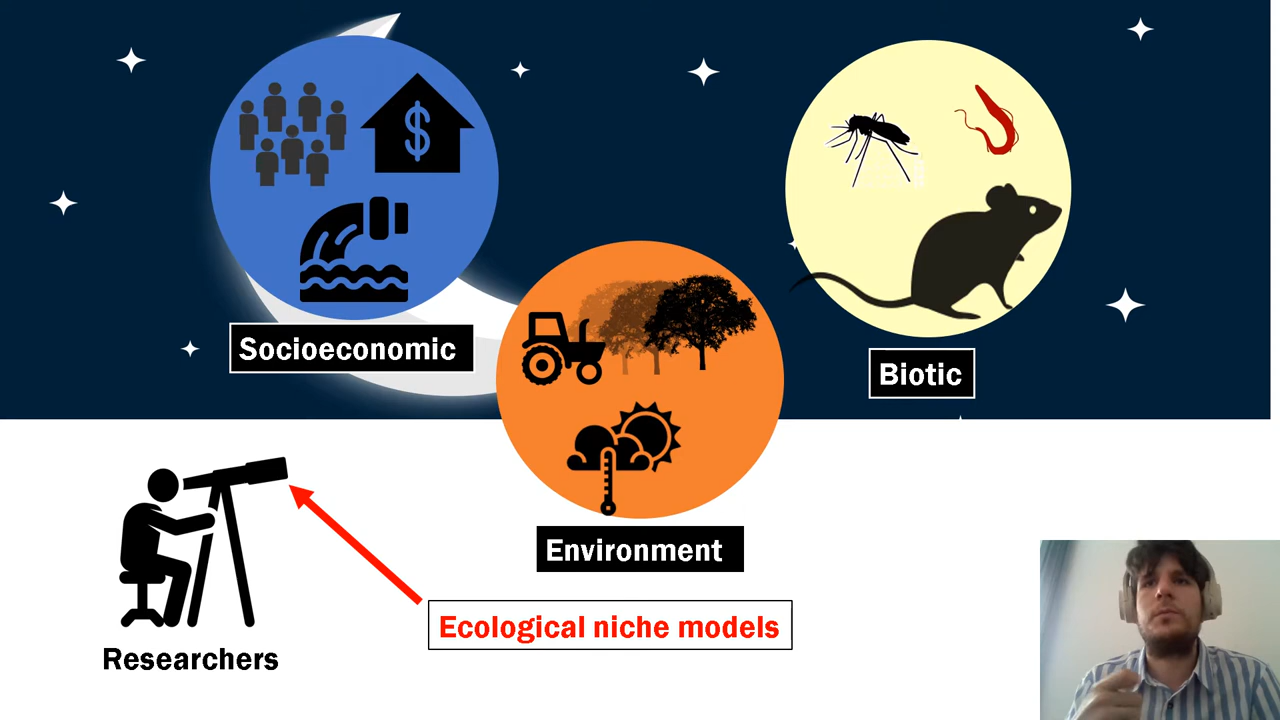 $
Socioeconomic
Biotic
Environment
Ecological niche models
Researchers